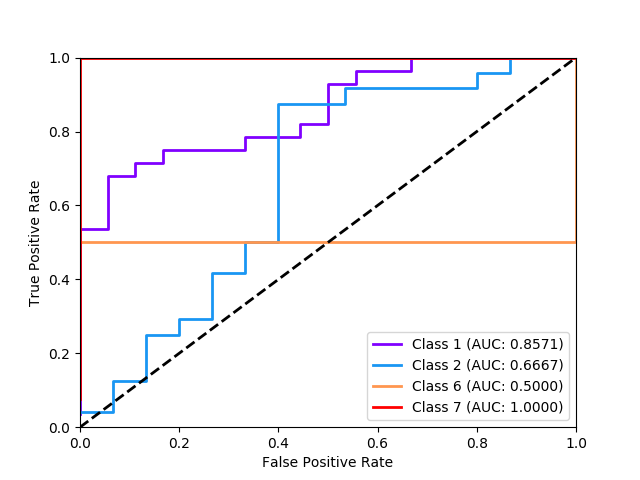 1.0
0.8
0.6
0.4
0.2
0.0
True Positive Rate
Class 1 (AUC: 0.8571)
Class 2 (AUC: 0.6667)
Class 6 (AUC: 0.5000)
Class 7 (AUC: 1.0000)
0.0 0.2 0.4 0.6 0.8 1.0
False Positive Rate